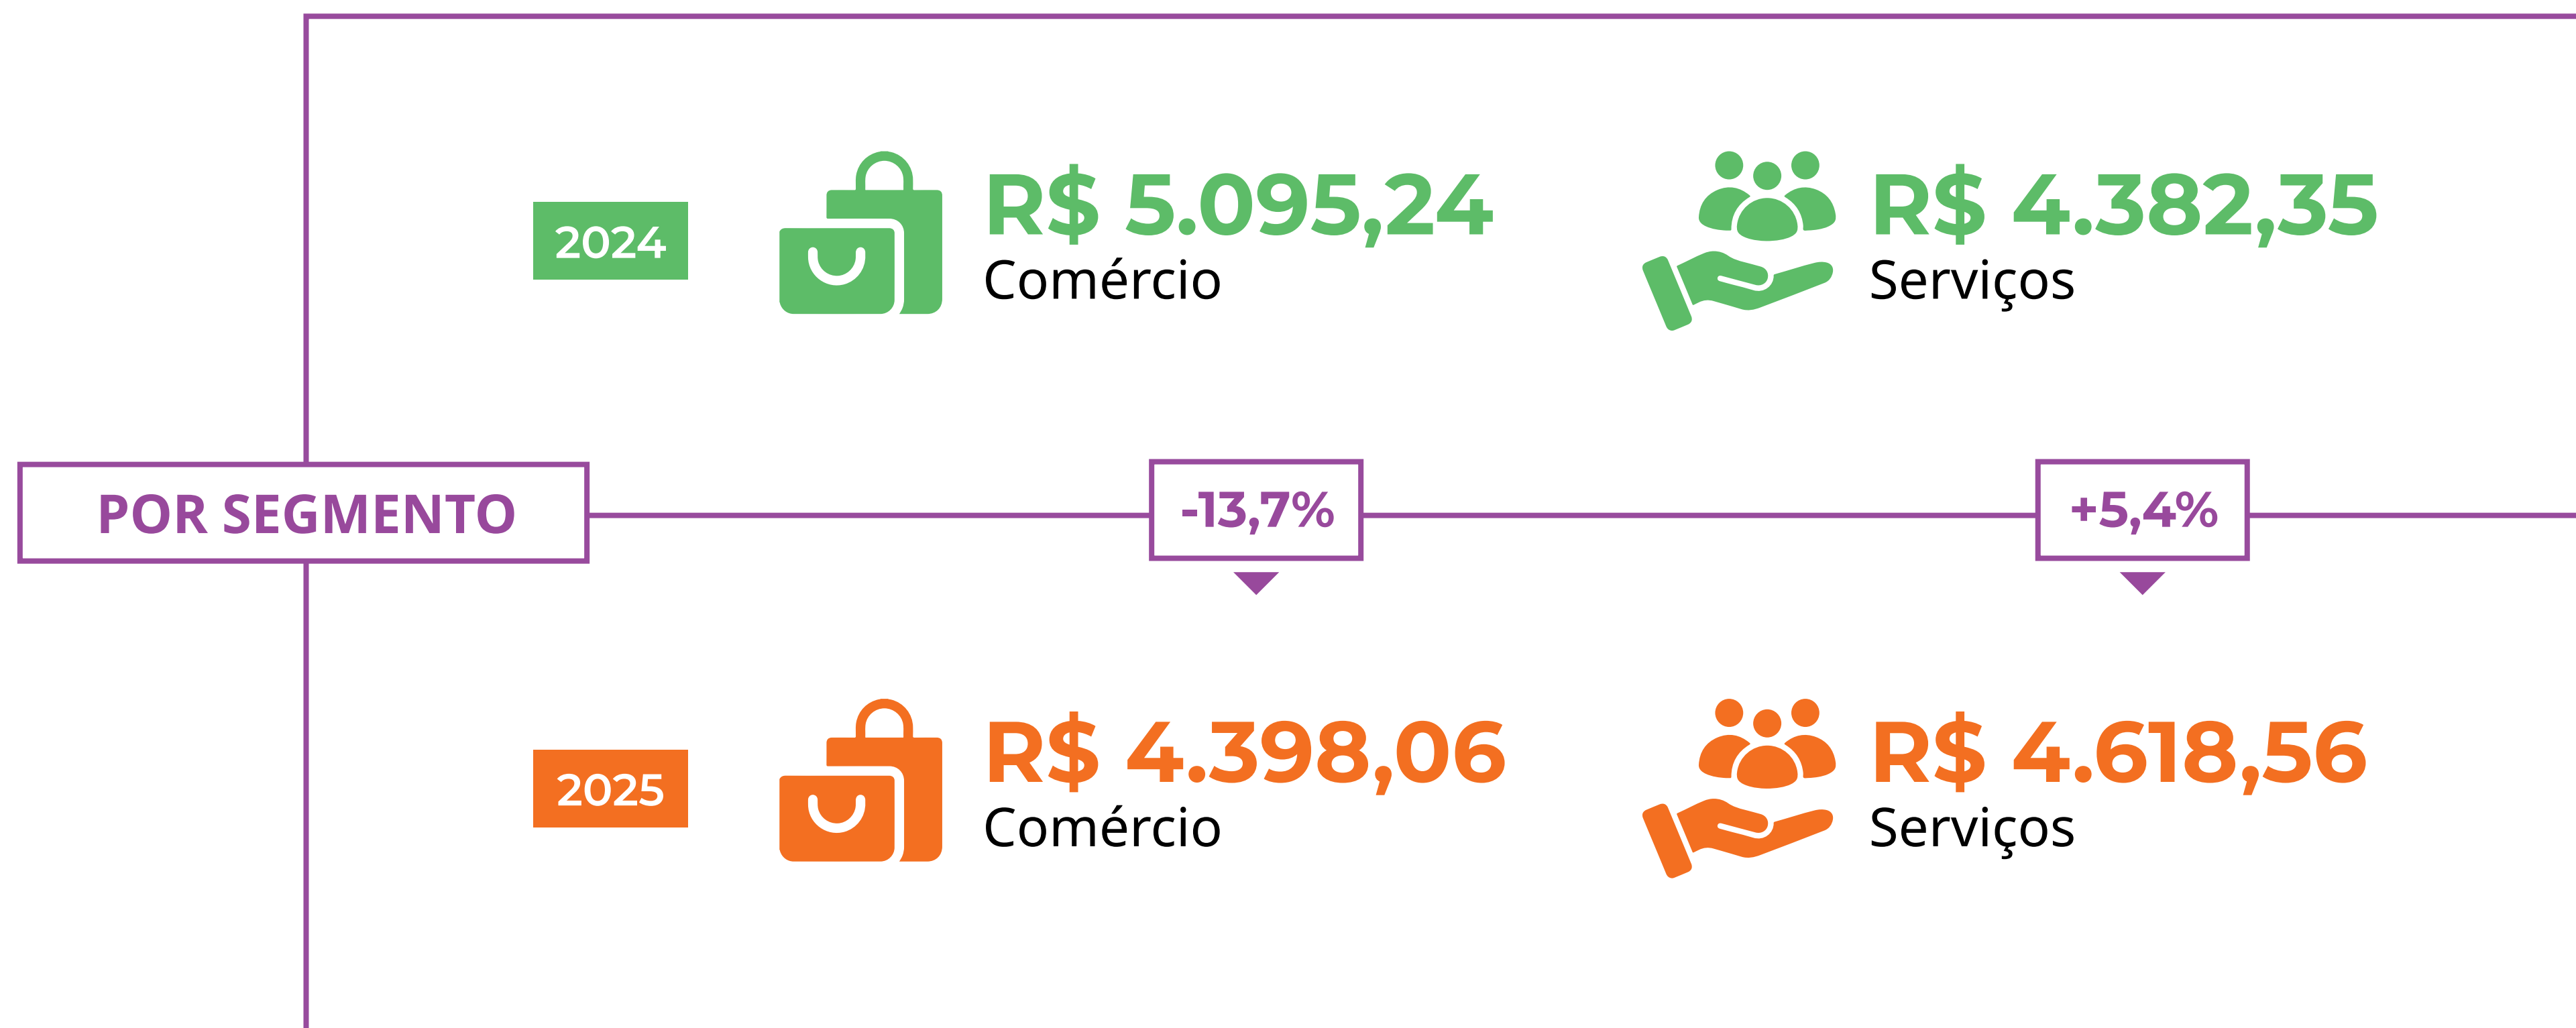 2024
R$ 5.095,24
Comércio
R$ 4.382,35
Serviços
POR SEGMENTO
-13,7%
+5,4%
2025
R$ 4.398,06
Comércio
R$ 4.618,56
Serviços